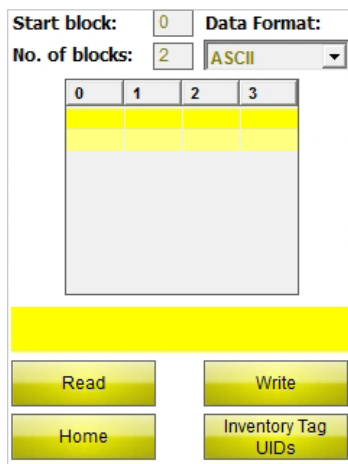 Start block: 0 Data Format:
No. of blocks: 2 ASCII
0 1 2 3
Read Write
Home Inventory Tag
UIDs